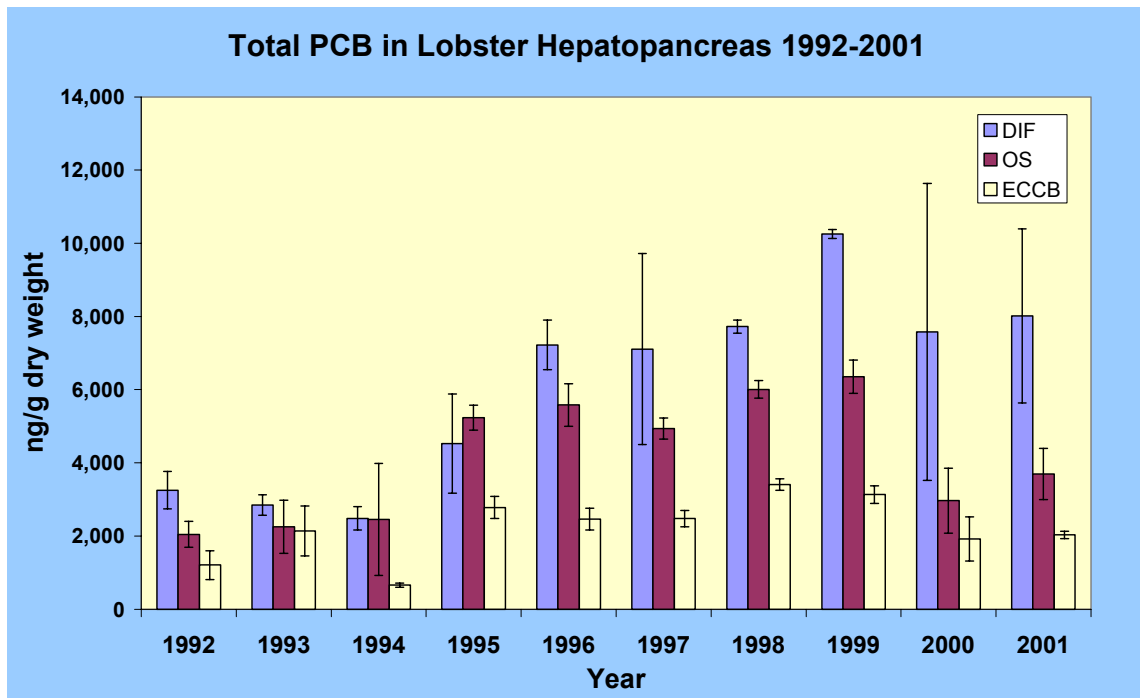 Total PCB in Lobster Hepatopancreas 1992-2001
14,000
12,000
10,000
8,000
6,000
4,000
2,000
0
ng/g dry weight
DIF
OS
ECCB
1992 1993 1994 1995 1996 1997 1998 1999 2000 2001
Year